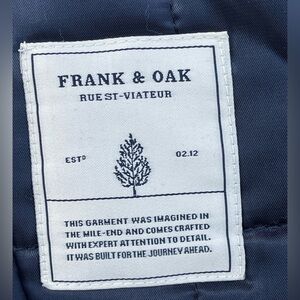 FRANK & OAK
RUE ST-VIATEUR
ESTD 02.12
THIS GARMENT WAS IMAGINED IN
THE MILE-END AND COMES CRAFTED
WITH EXPERT ATTENTION TO DETAIL.
IT WAS BUILT FOR THE JOURNEY AHEAD.